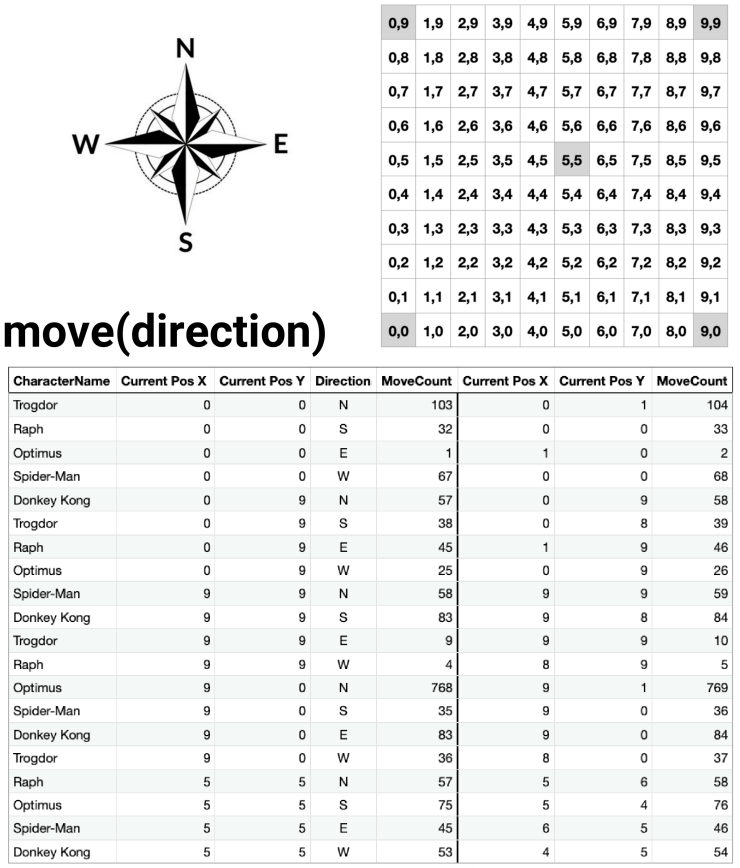 N
W E
S
0,9 1,9 2,9 3,9 4,9 5,9 6,9 7,9 8,9 9,9
0,8 1,8 2,8 3,8 4,8 5,8 6,8 7,8 8,8 9,8
0,7 1,7 2,7 3,7 4,7 5,7 6,7 7,7 8,7 9,7
0,6 1,6 2,6 3,6 4,6 5,6 6,6 7,6 8,6 9,6
0,5 1,5 2,5 3,5 4,5 5,5 6,5 7,5 8,5 9,5
0,4 1,4 2,4 3,4 4,4 5,4 6,4 7,4 8,4 9,4
0,3 1,3 2,3 3,3 4,3 5,3 6,3 7,3 8,3 9,3
0,2 1,2 2,2 3,2 4,2 5,2 6,2 7,2 8,2 9,2
0,1 1,1 2,1 3,1 4,1 5,1 6,1 7,1 8,1 9,1
0,0 1,0 2,0 3,0 4,0 5,0 6,0 7,0 8,0 9,0
move(direction)
CharacterName Current Pos X Current Pos Y Direction MoveCount Current Pos X Current Pos Y MoveCount
Trogdor 0 0 N 103 0 1 104
Raph 0 0 S 32 0 0 33
Optimus 0 0 E 1 1 0 2
Spider-Man 0 0 W 67 0 0 68
Donkey Kong 0 9 N 57 0 9 58
Trogdor 0 9 S 38 0 8 39
Raph 0 9 E 45 1 9 46
Optimus 0 9 W 25 0 9 26
Spider-Man 9 9 N 58 9 9 59
Donkey Kong 9 9 S 83 9 8 84
Trogdor 9 9 E 9 9 9 10
Raph 9 9 W 4 8 9 5
Optimus 9 0 N 768 9 1 769
Spider-Man 9 0 S 35 9 0 36
Donkey Kong 9 0 E 83 9 0 84
Trogdor 9 0 W 36 8 0 37
Raph 5 5 N 57 5 6 58
Optimus 5 5 S 75 5 4 76
Spider-Man 5 5 E 45 6 5 46
Donkey Kong 5 5 W 53 4 5 54